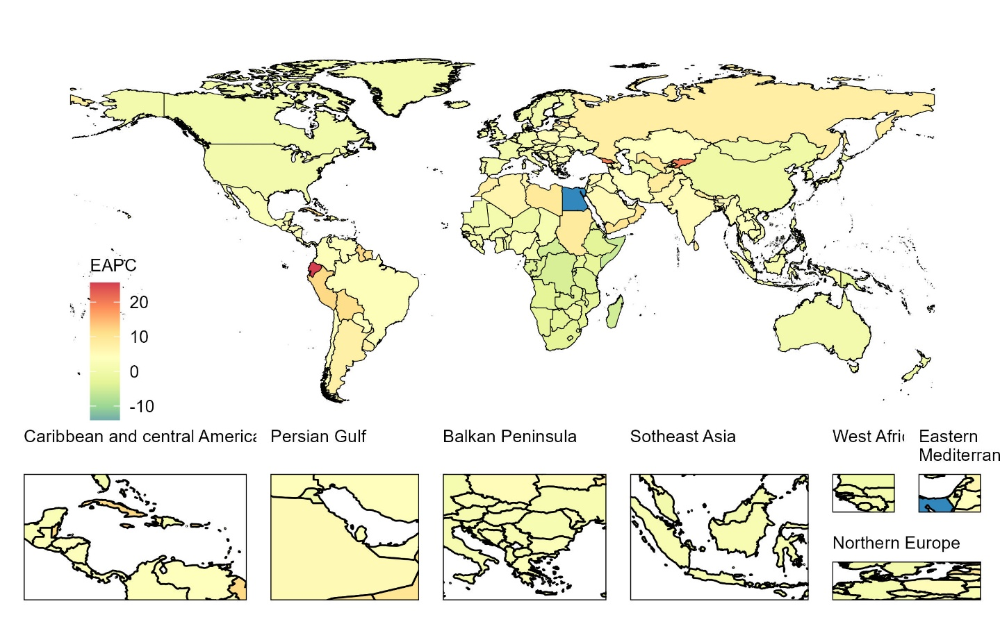 EAPC
20
10
0
-10
Caribbean and central America
Persian Gulf
Balkan Peninsula
Sotheast Asia
West Afri
Eastern
Mediterran
Northern Europe